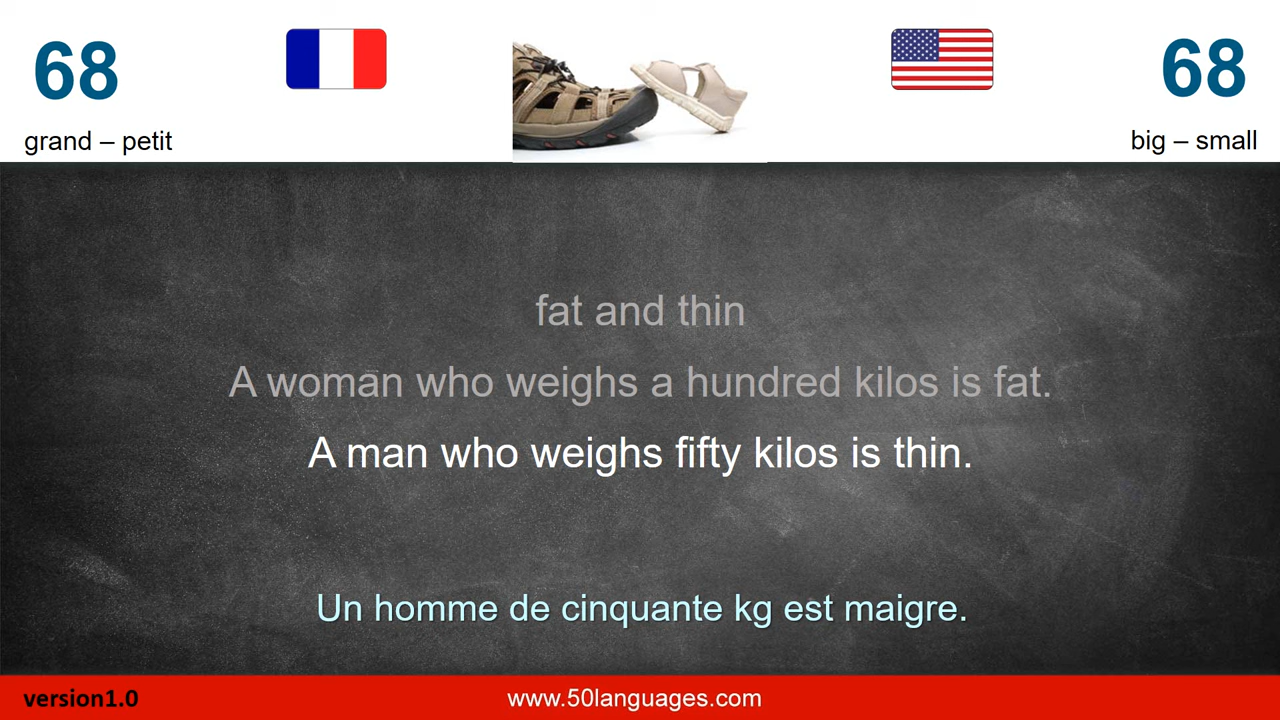 68
68
grand – petit
big – small
fat and thin
A woman who weighs a hundred kilos is fat.
A man who weighs fifty kilos is thin.
Un homme de cinquante kg est maigre.
version1.0
www.50languages.com